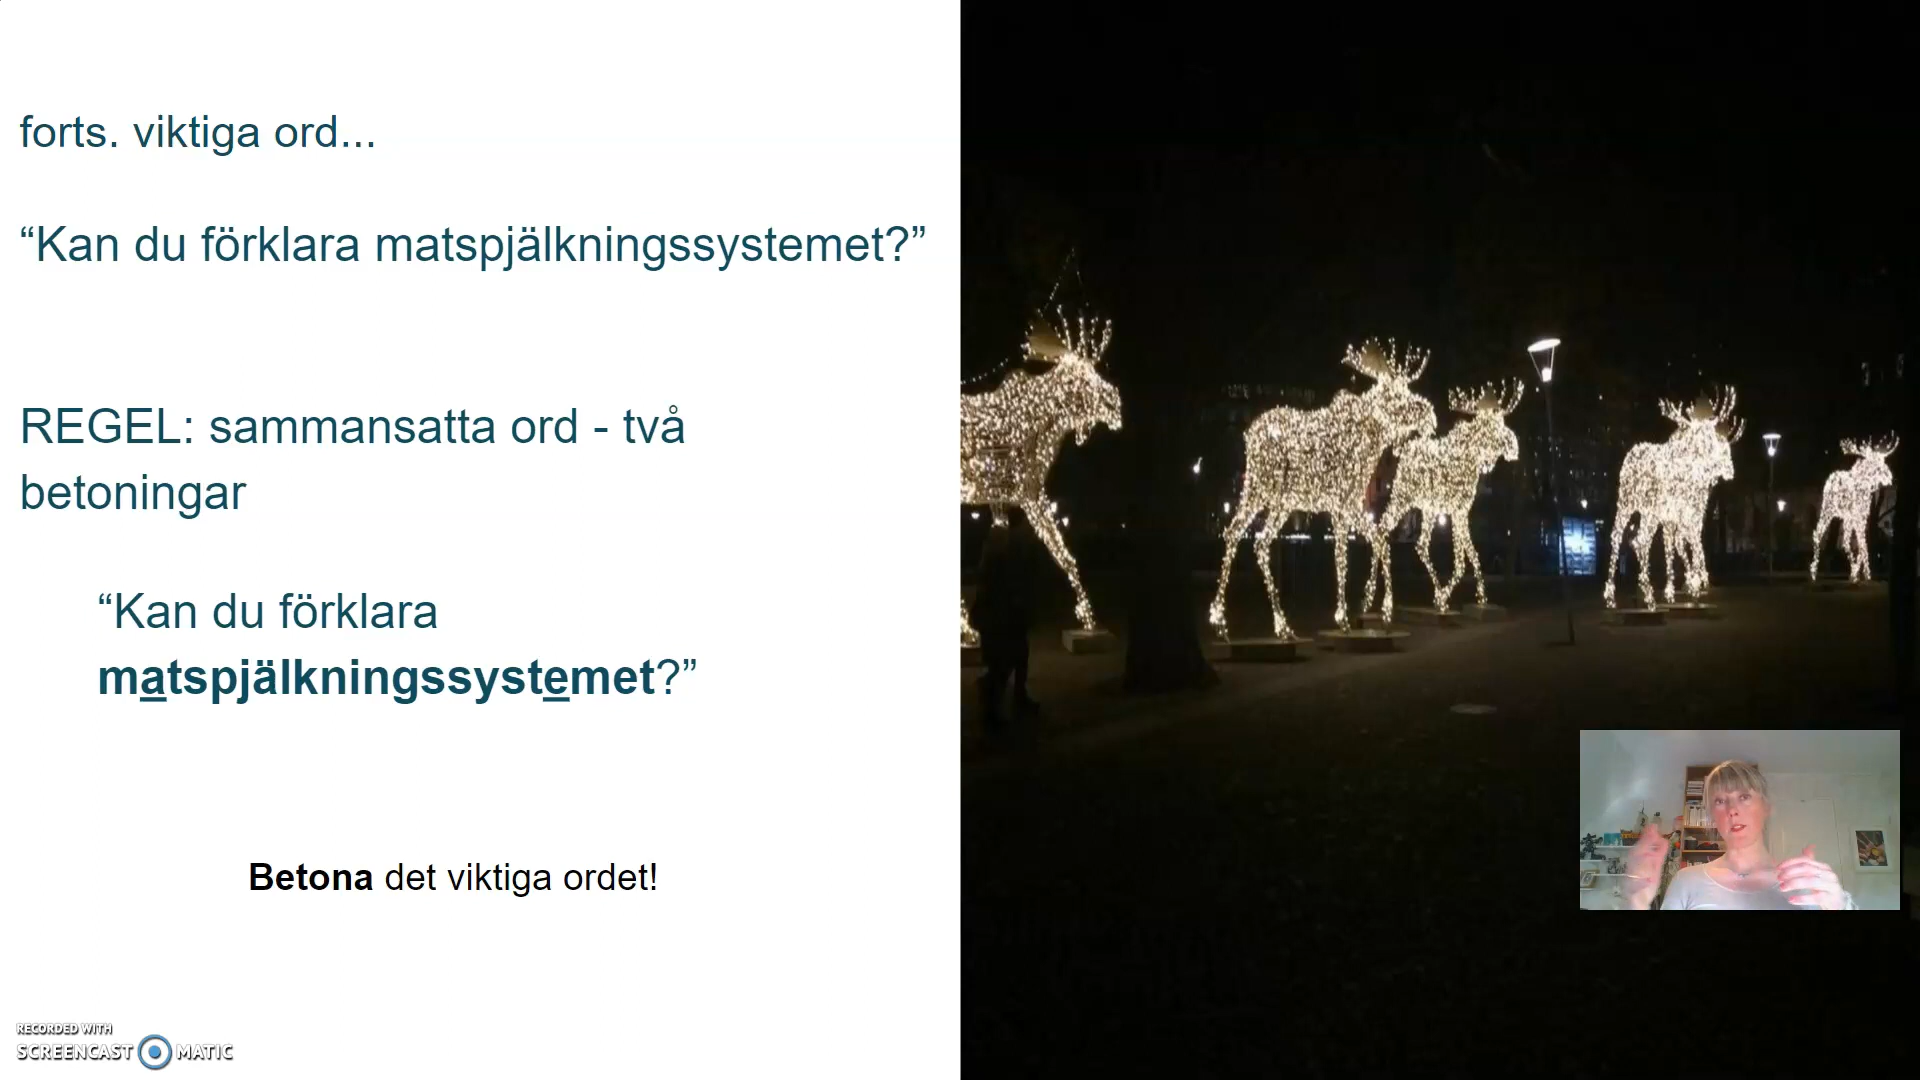 forts. viktiga ord...
“Kan du förklara matspjälkningssystemet?”
REGEL: sammansatta ord - två
betoningar
“Kan du förklara
matspjälkningssystemet?”
Betona det viktiga ordet!
RECORDED WITH
SCREENCAST MATIC